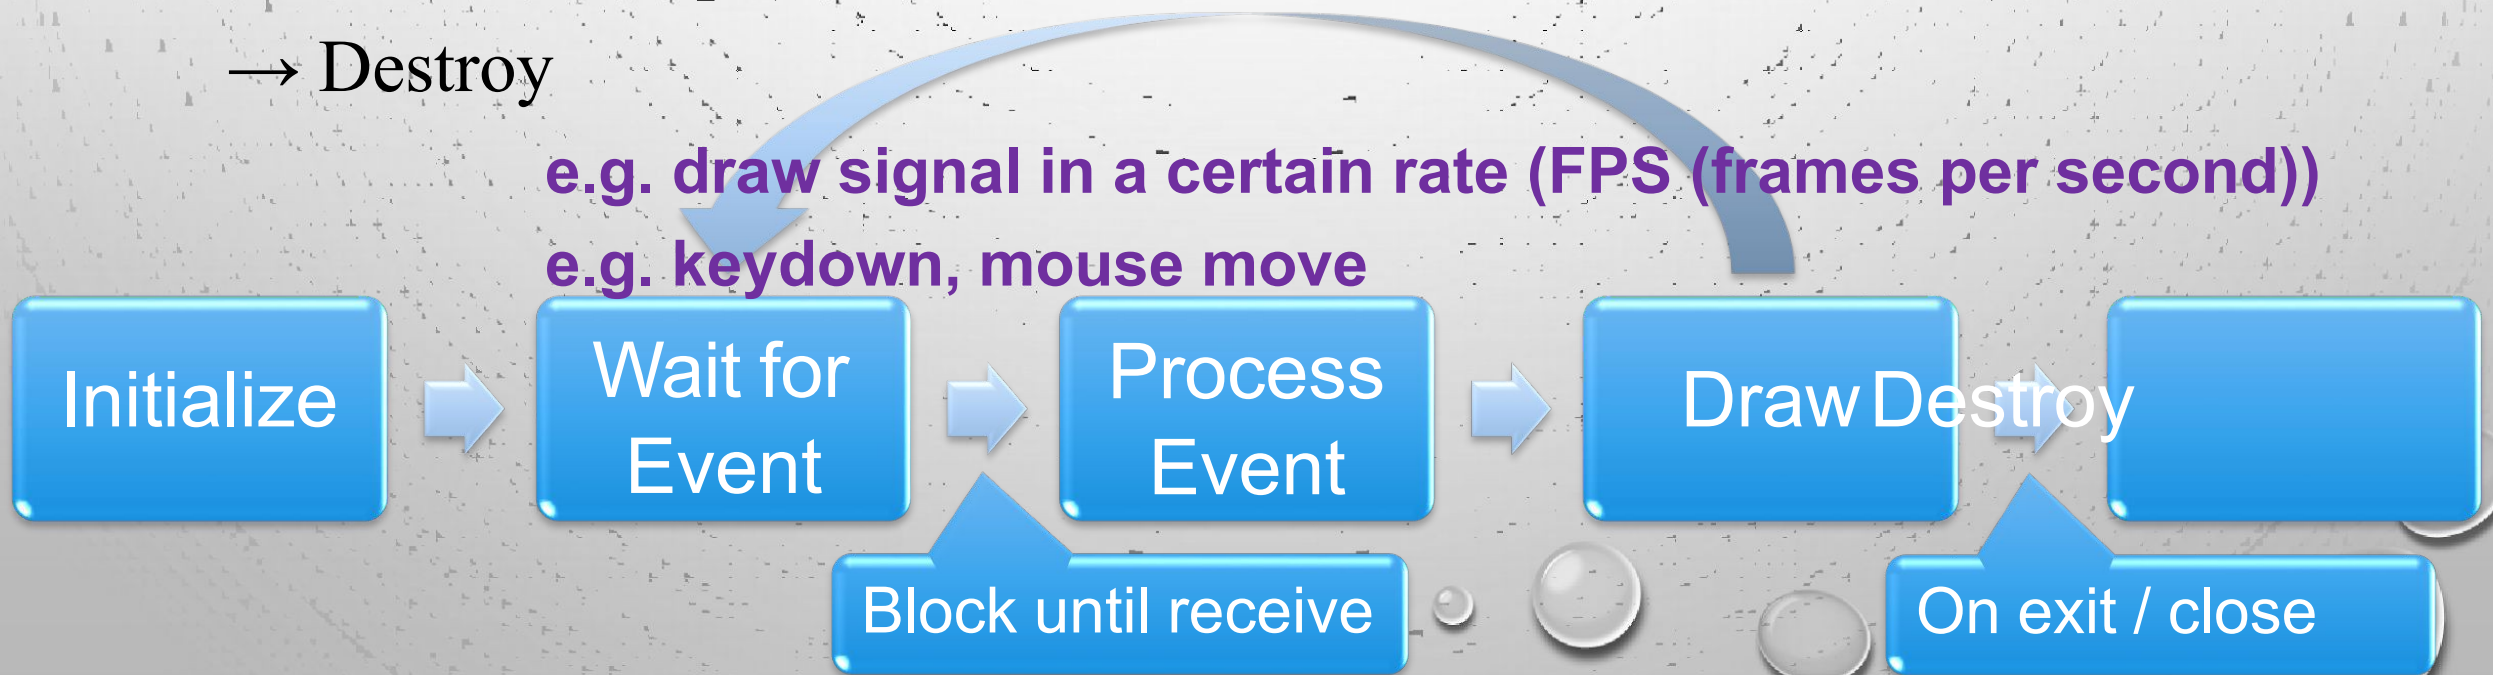 → Destroy
e.g. draw signal in a certain rate (FPS (frames per second))
e.g. keydown, mouse move
Initialize
Wait for
Event
Process
Event
Draw
Destroy
Block until receive
On exit / close